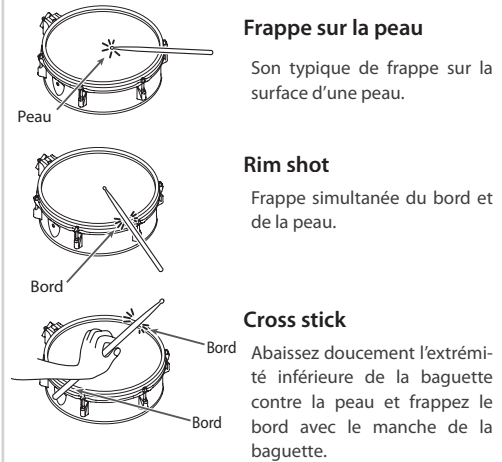 Frappe sur la peau
Son typique de frappe sur la
surface d’une peau.
Peau
Rim shot
Frappe simultanée du bord et
de la peau.
Bord
Cross stick
Bord
Abaissez doucement l’extrémi-
té inférieure de la baguette
contre la peau et frappez le
bord avec le manche de la
baguette.
Bord